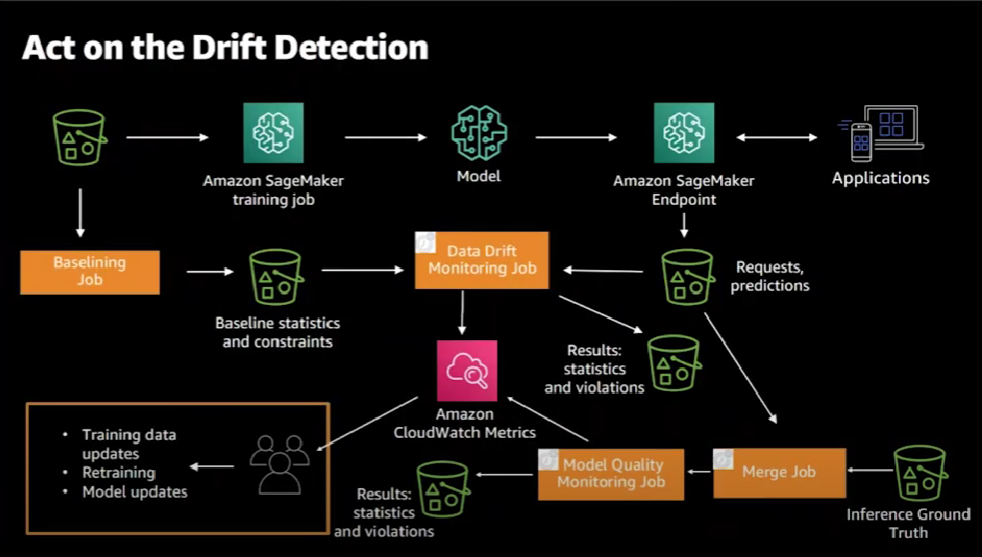 Act on the Drift Detection
Amazon SageMaker
training job
Model
Amazon SageMaker
Endpoint
Applications
Baselining
Job
Baseline statistics
and constraints
Data Drift
Monitoring Job
Requests,
predictions
Results:
statistics
and violations
Amazon
CloudWatch Metrics
• Training data
updates
• Retraining
• Model updates
Results:
statistics
and violations
Model Quality
Monitoring Job
Merge Job
Inference Ground
Truth